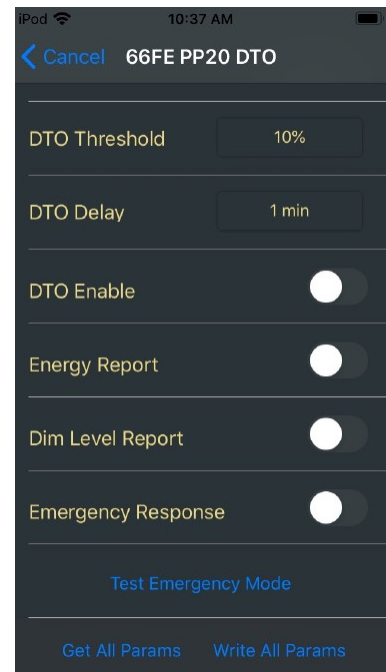 iPod 10:37 AM
Cancel 66FE PP20 DTO
DTO Threshold 10%
DTO Delay 1 min
DTO Enable
Energy Report
Dim Level Report
Emergency Response
Test Emergency Mode
Get All Params Write All Params